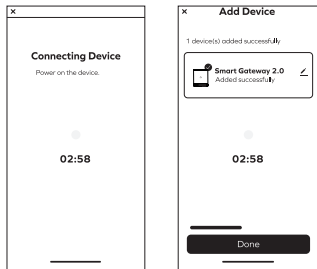 ×
Connecting Device
Power on the device.
02:58
× Add Device
1 device(s) added successfully
Smart Gateway 2.0
Added successfully
02:58
Done